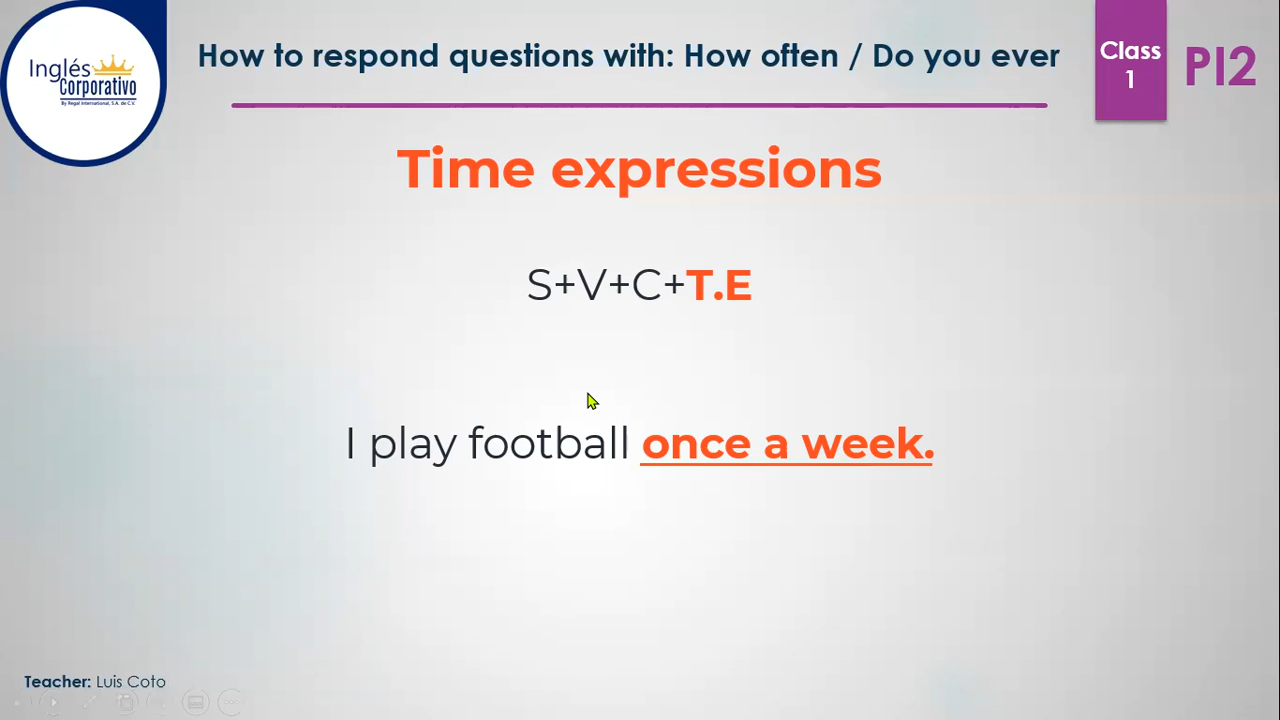 Inglés
Corporativo
By Regal International, S.A. de C.V.
How to respond questions with: How often / Do you ever
Class
1
PI2
Time expressions
S+V+C+T.E
I play football once a week.
Teacher: Luis Coto